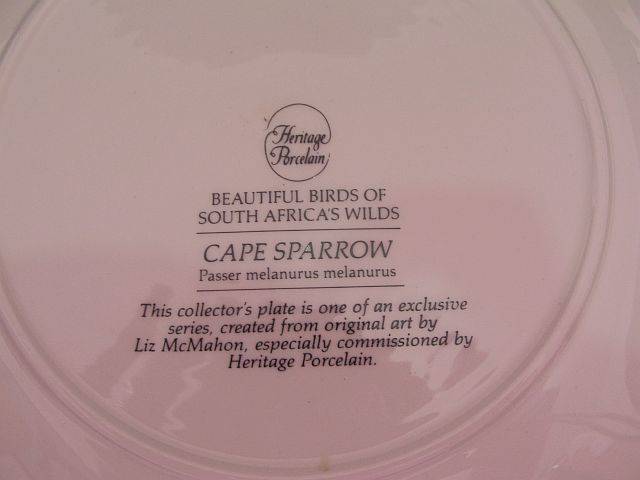 Heritage
Porcelain
BEAUTIFUL BIRDS OF
SOUTH AFRICA'S WILDS
CAPE SPARROW
Passer melanurus melanurus
This collector's plate is one of an exclusive
series, created from original art by
Liz McMahon, especially commissioned by
Heritage Porcelain.